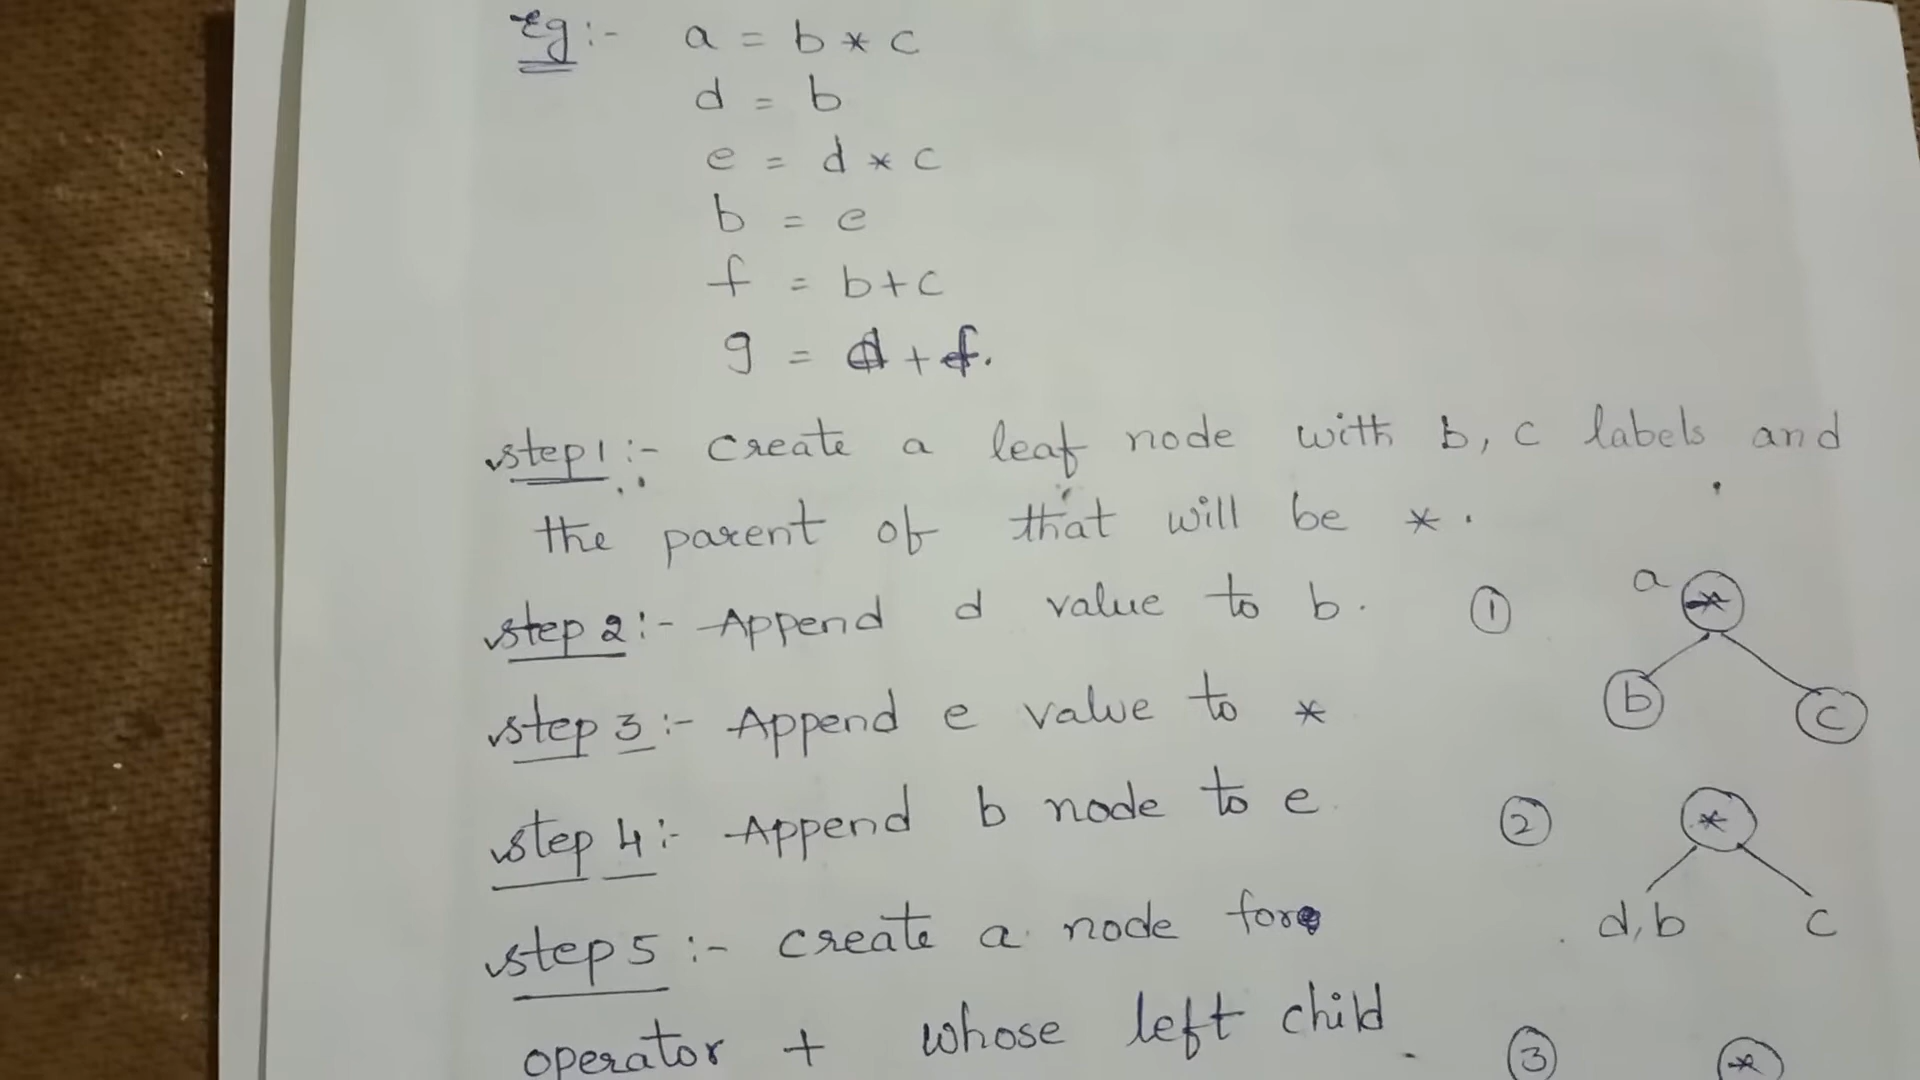 eg:- a = b * c
d = b
e = d * c
b = e
f = b+c
g = d + f.
step 1 :- create a leaf node with b, c labels and
the parent of that will be *.
step 2 :- Append d value to b.
step 3 :- Append e value to *
step 4 :- Append b node to e
step 5 :- create a node for
operator + whose left child
① a *
b c
② *
d, b c
③ *